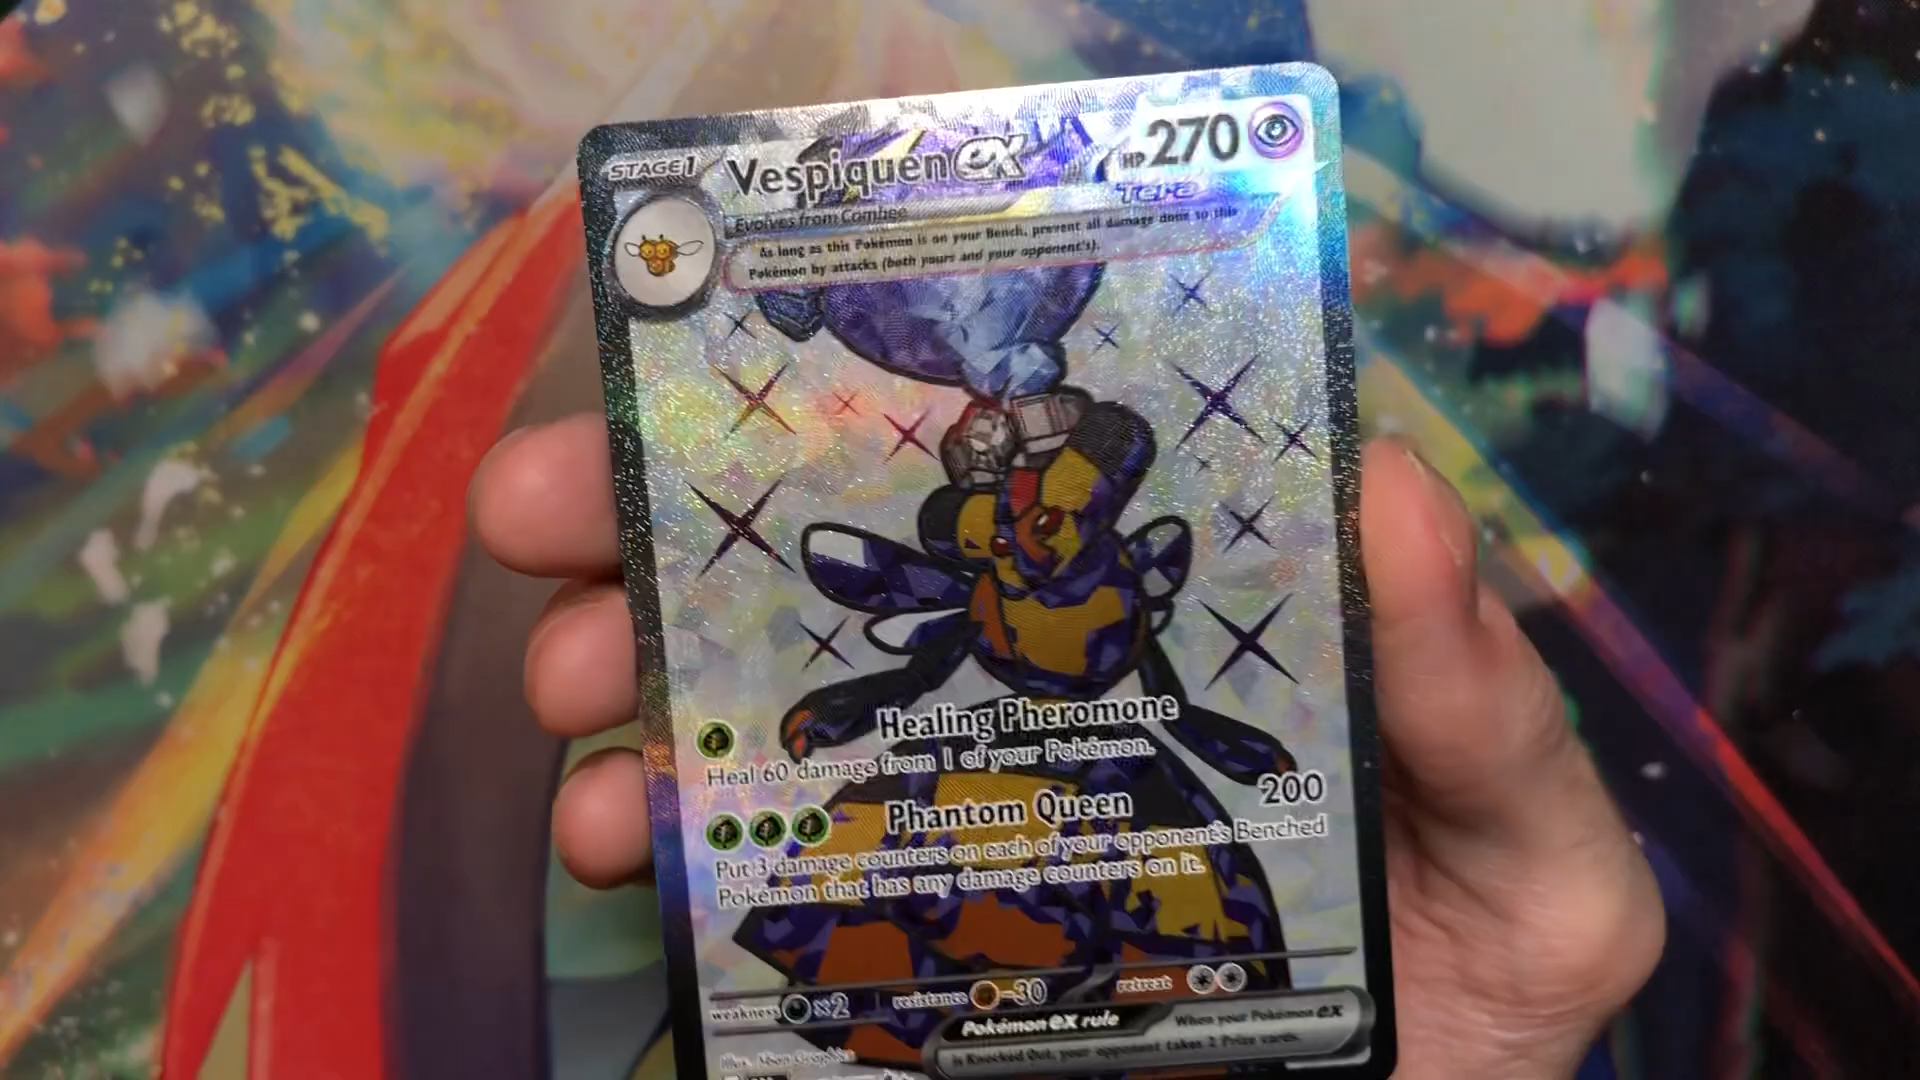 STAGE1 Vespiquen ex HP 270
Tera
Evolves from Combee
As long as this Pokémon is on your Bench, prevent all damage done to this
Pokémon by attacks (both yours and your opponent's).
Healing Pheromone
Heal 60 damage from 1 of your Pokémon.
Phantom Queen 200
Put 3 damage counters on each of your opponent's Benched
Pokémon that has any damage counters on it.
weakness ×2 resistance -30 retreat
Pokémon ex rule When your Pokémon ex
is Knocked Out, your opponent takes 2 Prize cards.
Illus.